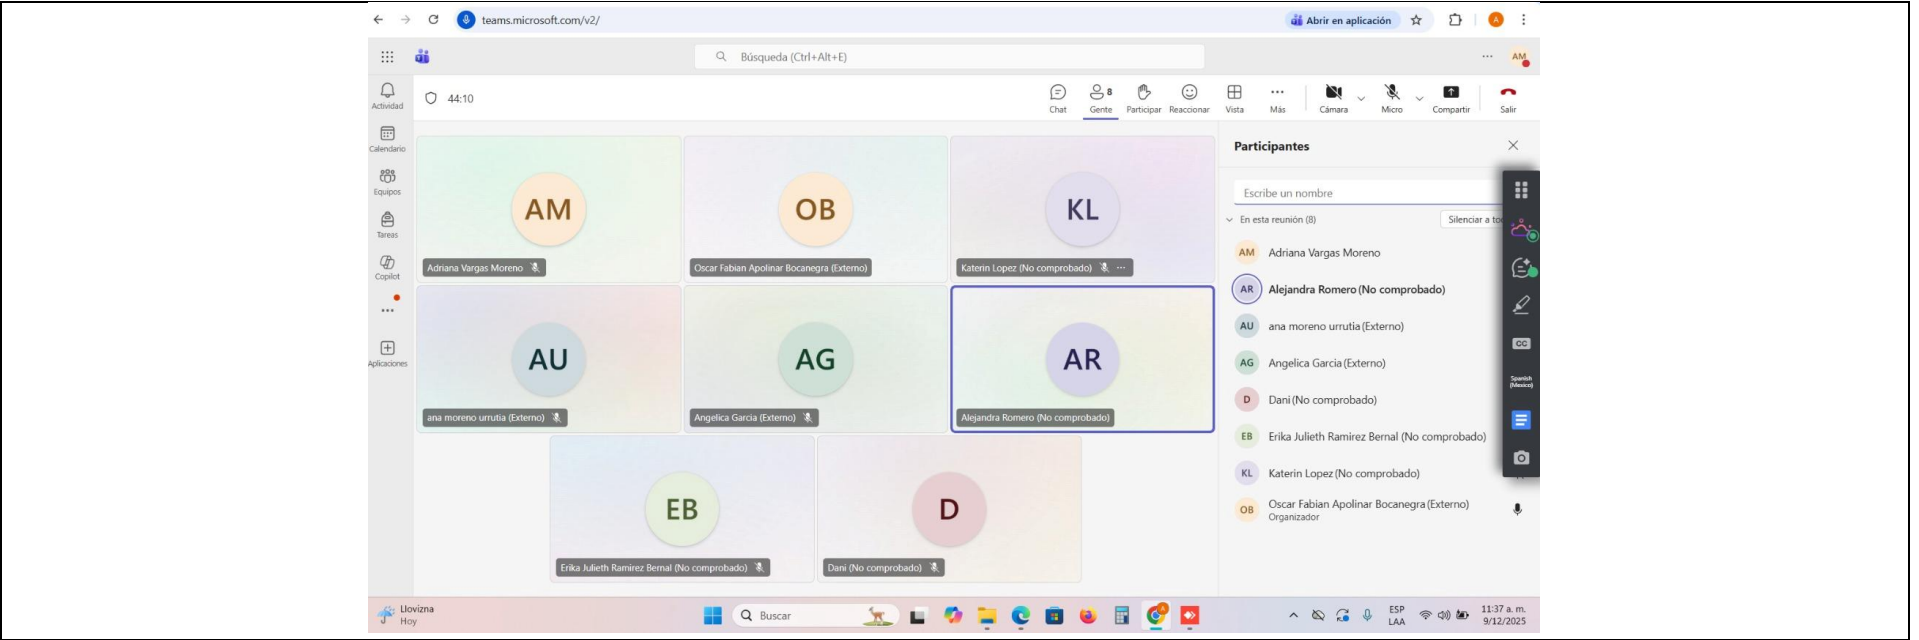 teams.microsoft.com/v2/
Abrir en aplicación
A
Búsqueda (Ctrl+Alt+E)
AM
Actividad
Calendario
Equipos
Tareas
Copilot
Aplicaciones
44:10
Chat
8
Gente
Participar
Reaccionar
Vista
Más
Cámara
Micro
Compartir
Salir
AM
Adriana Vargas Moreno
OB
Oscar Fabian Apolinar Bocanegra (Externo)
KL
Katerin Lopez (No comprobado)
AU
ana moreno urrutia (Externo)
AG
Angelica Garcia (Externo)
AR
Alejandra Romero (No comprobado)
EB
Erika Julieth Ramirez Bernal (No comprobado)
D
Dani (No comprobado)
Participantes
Escribe un nombre
En esta reunión (8)
Silenciar a to
AM Adriana Vargas Moreno
AR Alejandra Romero (No comprobado)
AU ana moreno urrutia (Externo)
AG Angelica Garcia (Externo)
D Dani (No comprobado)
EB Erika Julieth Ramirez Bernal (No comprobado)
KL Katerin Lopez (No comprobado)
OB Oscar Fabian Apolinar Bocanegra (Externo)
Organizador
CC
Spanish
(Mexico)
Llovizna
Hoy
Buscar
A
ESP
LAA
11:37 a. m.
9/12/2025